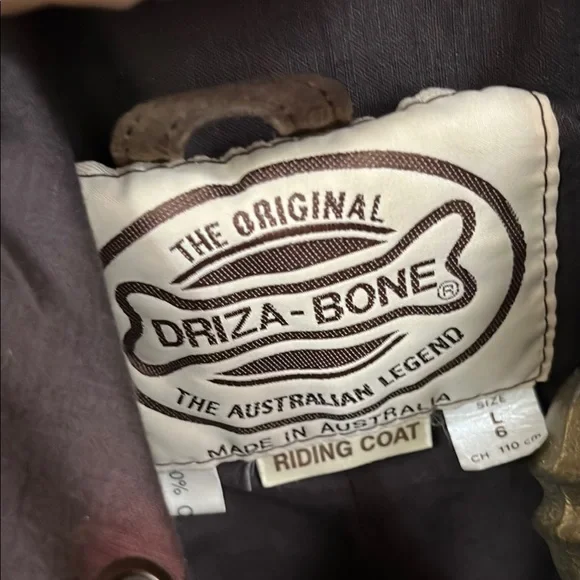 THE ORIGINAL
DRIZA-BONE®
THE AUSTRALIAN LEGEND
MADE IN AUSTRALIA
RIDING COAT
SIZE
L
6
CH 110 cm